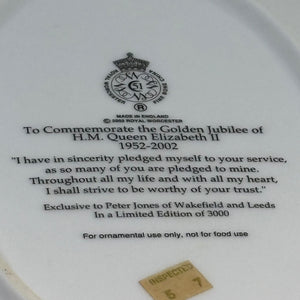 51
®
MADE IN ENGLAND
© 2002 ROYAL WORCESTER
To Commemorate the Golden Jubilee of
H.M. Queen Elizabeth II
1952-2002
"I have in sincerity pledged myself to your service,
as so many of you are pledged to mine.
Throughout all my life and with all my heart,
I shall strive to be worthy of your trust."
Exclusive to Peter Jones of Wakefield and Leeds
In a Limited Edition of 3000
For ornamental use only, not for food use
INSPECTED
5 7